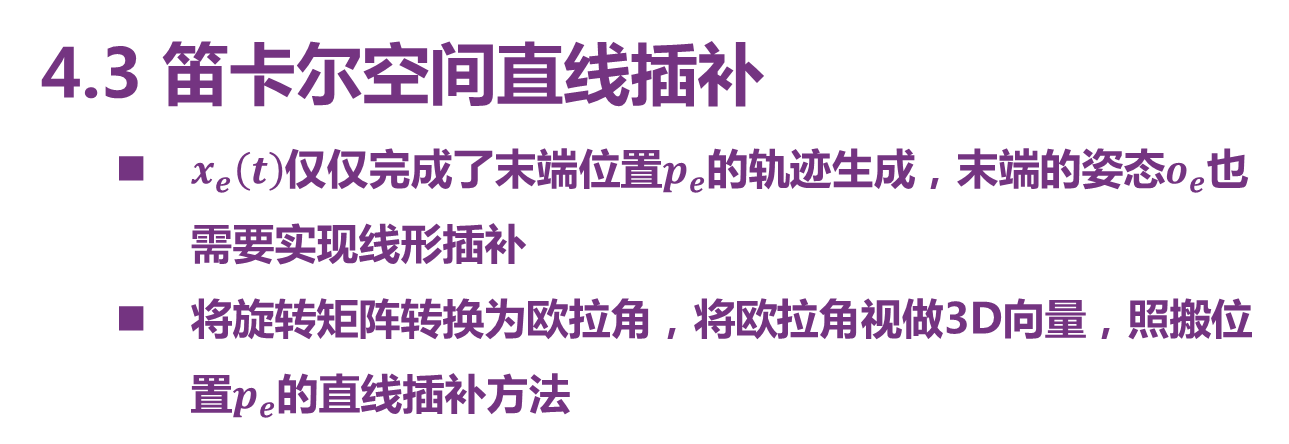 4.3 笛卡尔空间直线插补
■ xₑ(t)仅仅完成了末端位置pₑ的轨迹生成，末端的姿态oₑ也
需要实现线形插补
■ 将旋转矩阵转换为欧拉角，将欧拉角视做3D向量，照搬位
置pₑ的直线插补方法